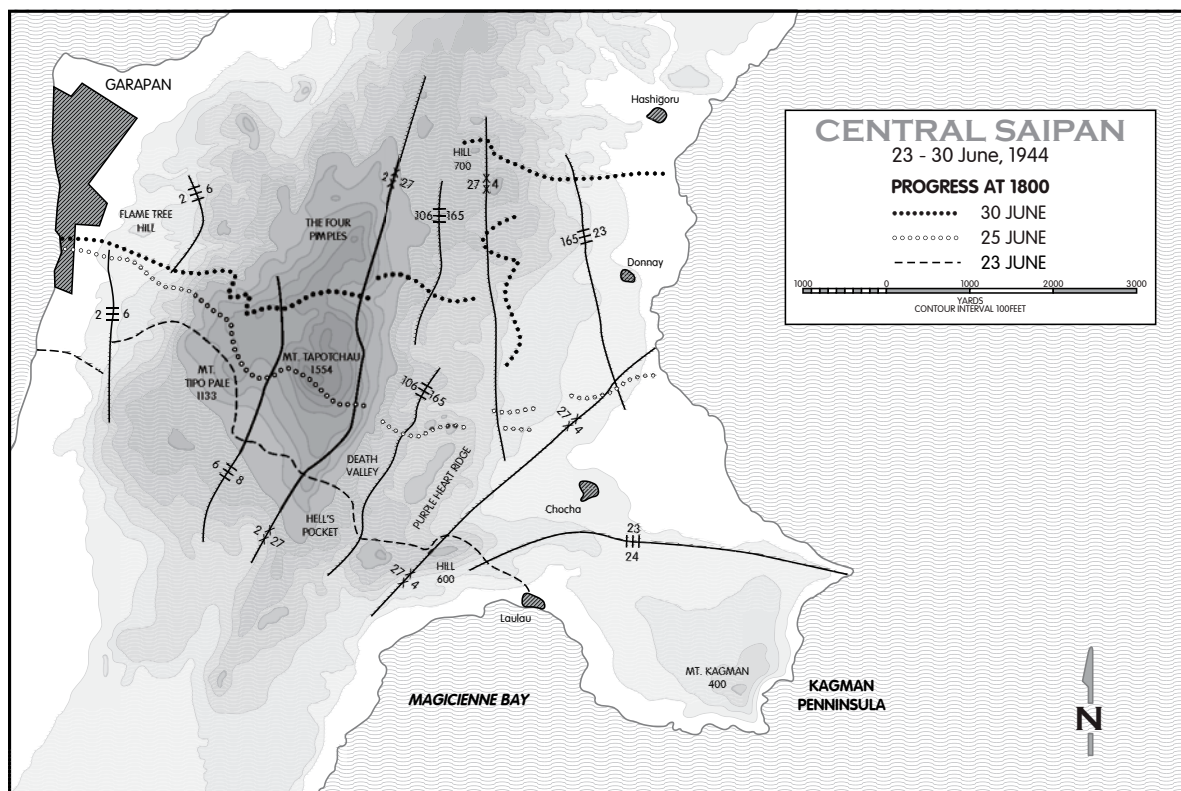 GARAPAN
Hashigoru
CENTRAL SAIPAN
23 - 30 June, 1944
PROGRESS AT 1800
30 JUNE
25 JUNE
23 JUNE
1000 0 1000 2000 3000
YARDS
CONTOUR INTERVAL 100FEET
HILL
700
2 6
2 27
27 4
106 165
FLAME TREE
HILL
THE FOUR
PIMPLES
165 23
Donnay
2 6
MT.
TIPO PALE
1133
MT. TAPOTCHAU
1554
106 165
27 4
DEATH
VALLEY
6 8
PURPLE HEART RIDGE
Chocha
HELL'S
POCKET
2 27
23
24
27 4
HILL
600
Laulau
MT. KAGMAN
400
MAGICIENNE BAY
KAGMAN
PENNINSULA
N